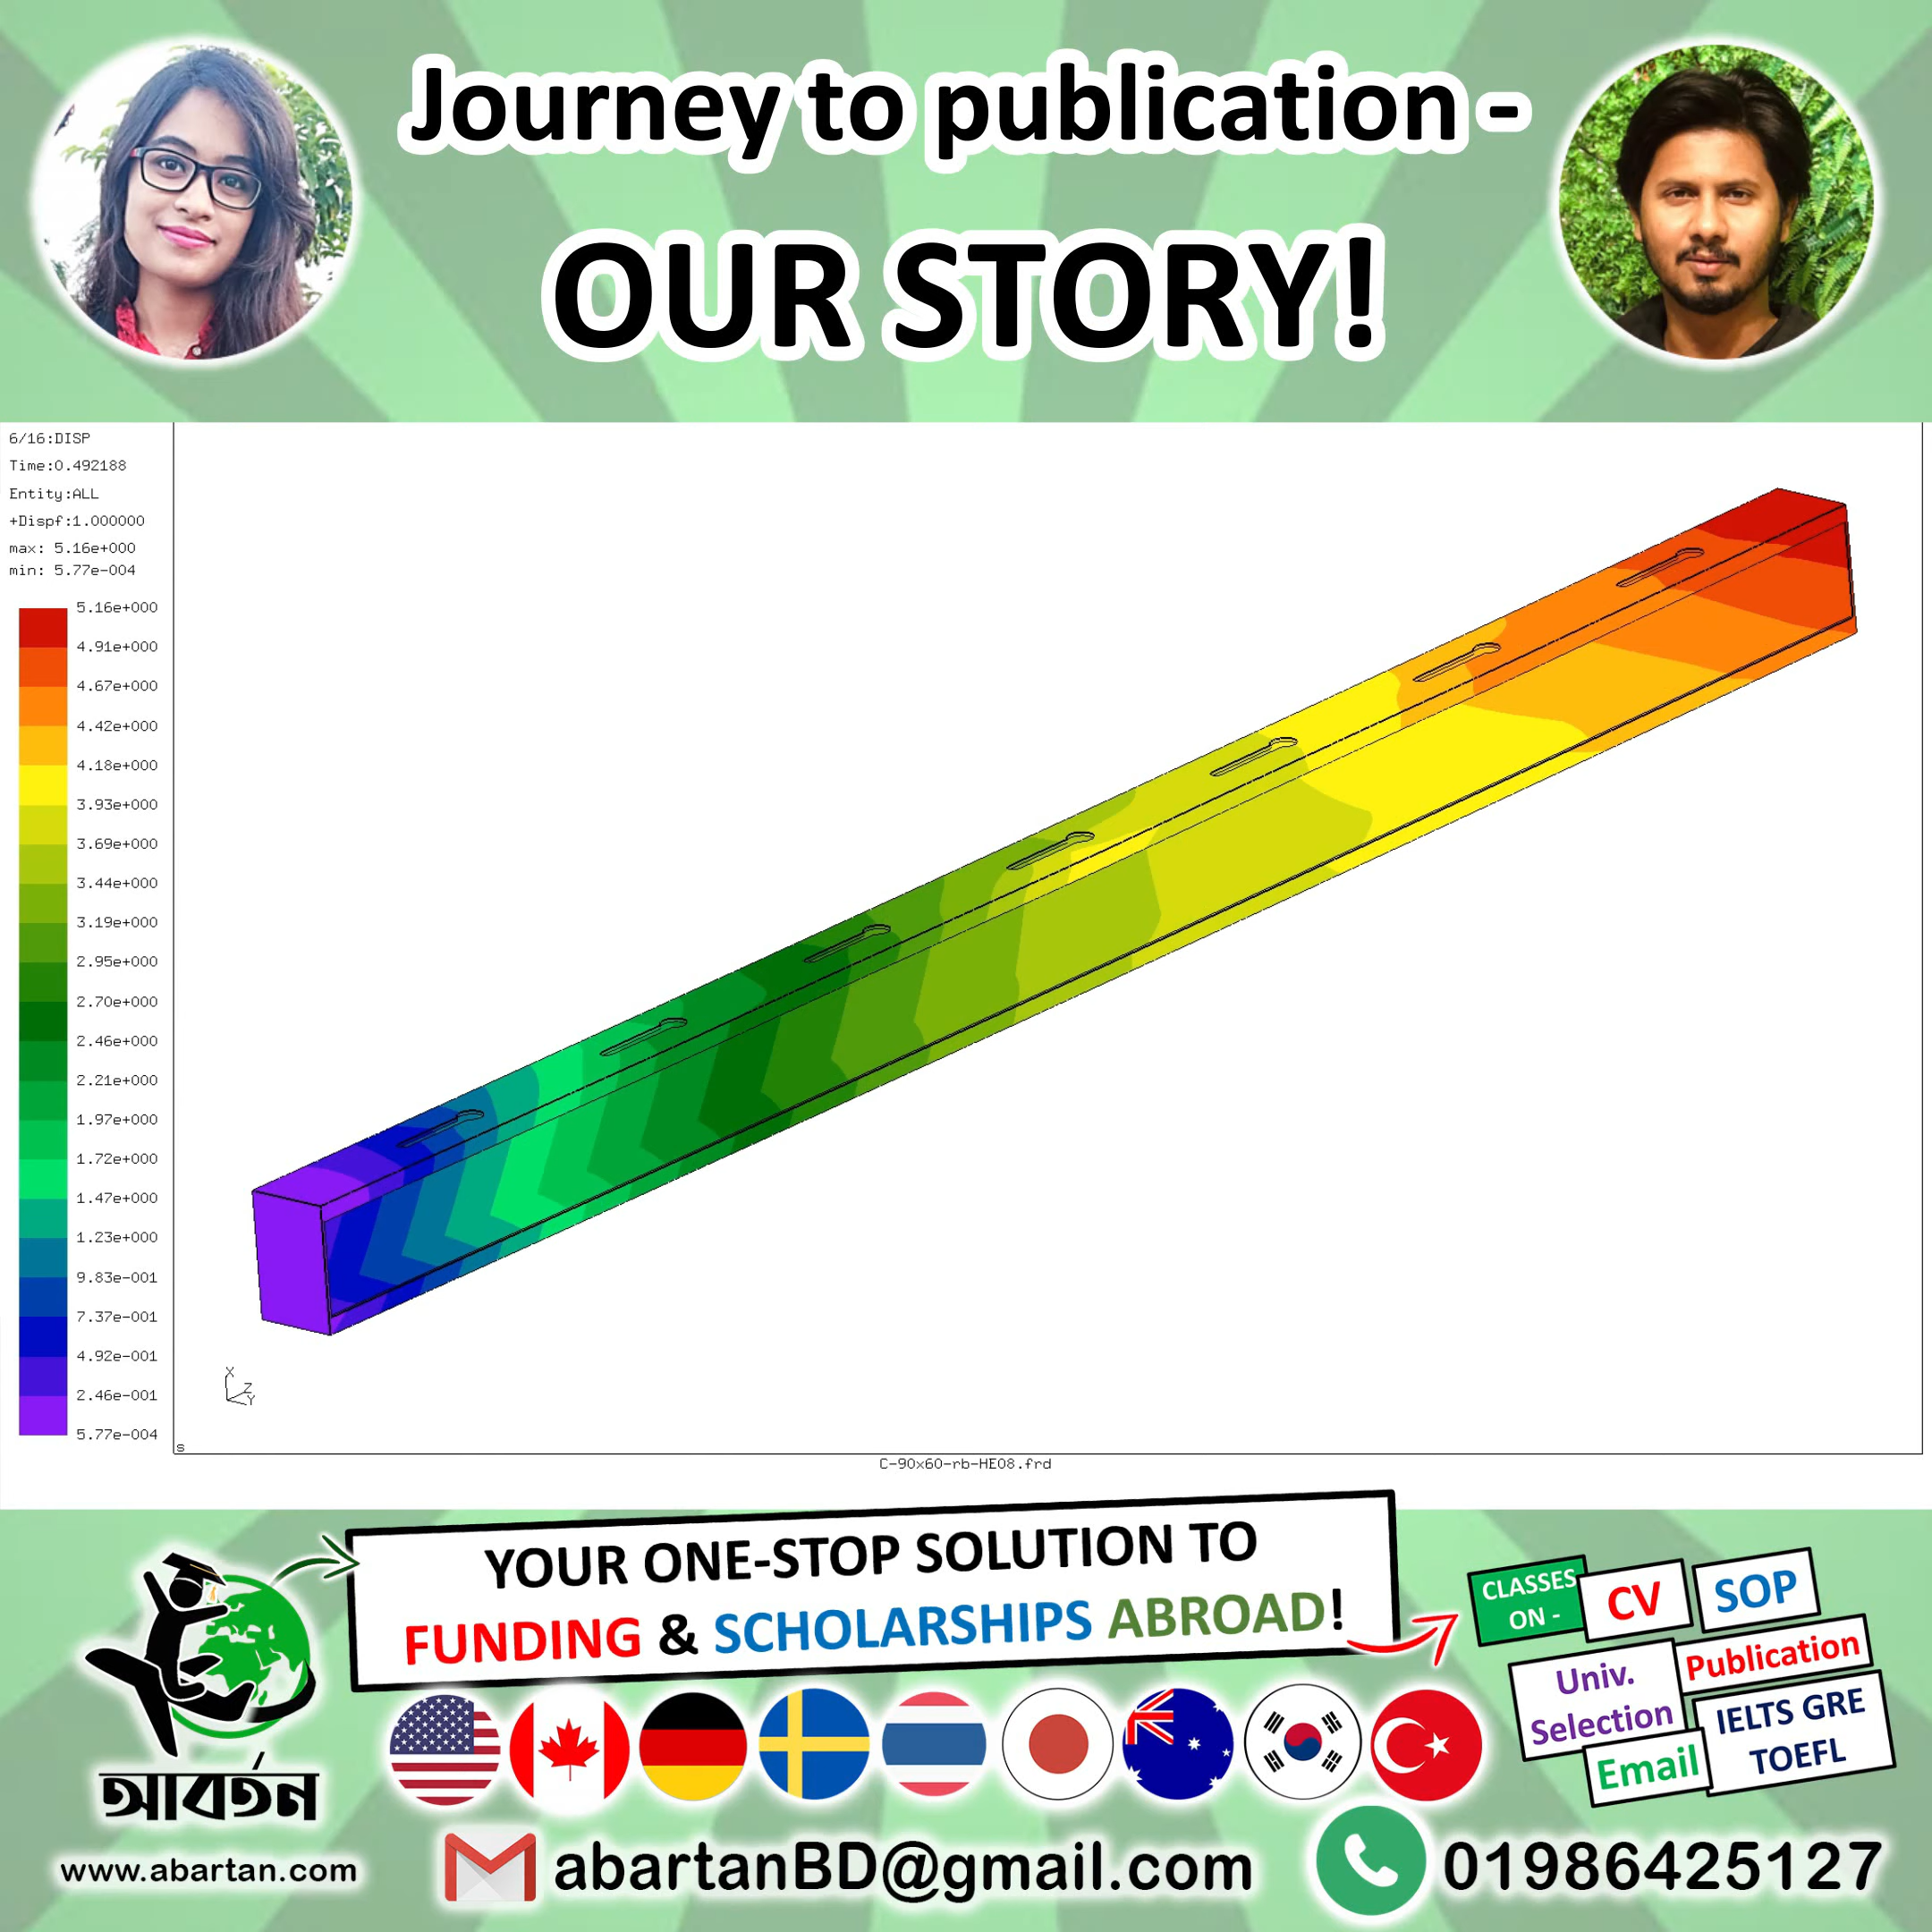 Journey to publication -
OUR STORY!
6/16:DISP
Time:0.492188
Entity:ALL
+Dispf:1.000000
max: 5.16e+000
min: 5.77e-004
5.16e+000
4.91e+000
4.67e+000
4.42e+000
4.18e+000
3.93e+000
3.69e+000
3.44e+000
3.19e+000
2.95e+000
2.70e+000
2.46e+000
2.21e+000
1.97e+000
1.72e+000
1.47e+000
1.23e+000
9.83e-001
7.37e-001
4.92e-001
2.46e-001
5.77e-004
X
Z
Y
s
C-90x60-rb-HE08.frd
YOUR ONE-STOP SOLUTION TO
FUNDING & SCHOLARSHIPS ABROAD!
CLASSES
ON -
CV
SOP
Univ.
Selection
Publication
Email
IELTS GRE
TOEFL
আবর্তন
www.abartan.com
abartanBD@gmail.com
01986425127